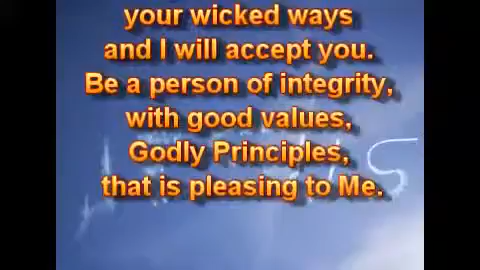 your wicked ways
and I will accept you.
Be a person of integrity,
with good values,
Godly Principles,
that is pleasing to Me.